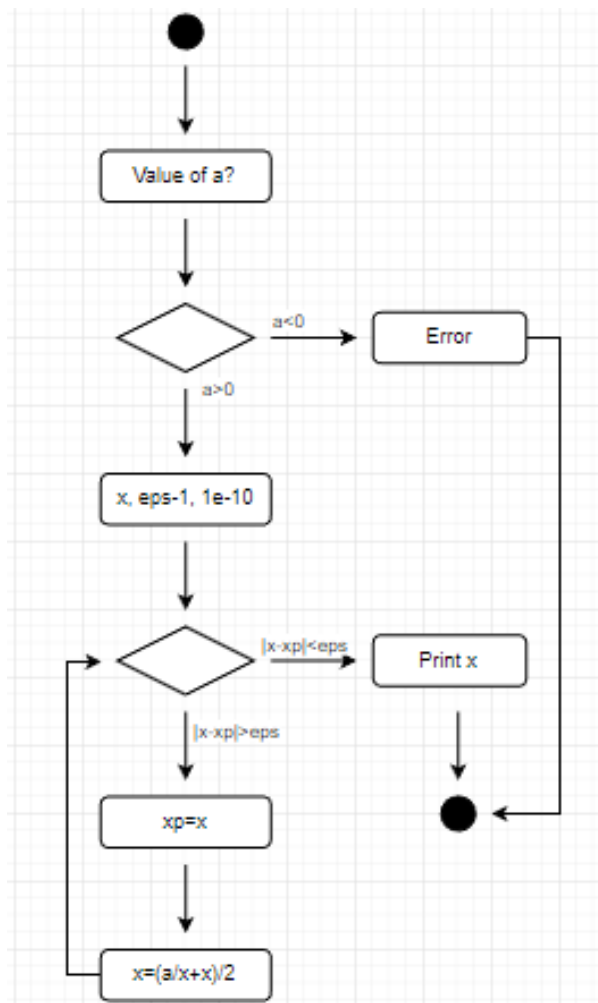 Value of a?
a<0
Error
a>0
x, eps-1, 1e-10
|x-xp|<eps
Print x
|x-xp|>eps
xp=x
x=(a/x+x)/2